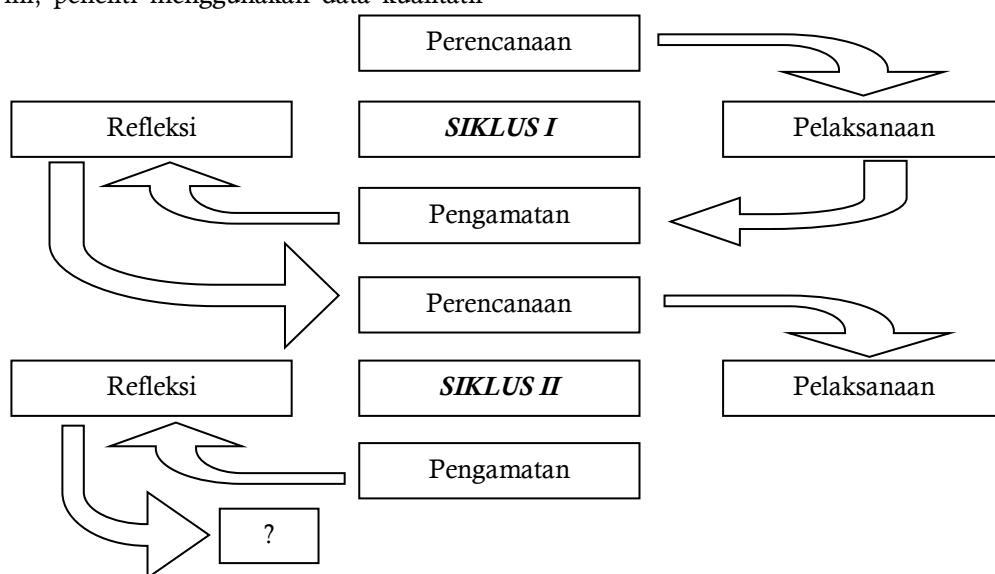 ini, peneliti menggunakan data kualitatif
Perencanaan
Refleksi
SIKLUS I
Pelaksanaan
Pengamatan
Perencanaan
Refleksi
SIKLUS II
Pelaksanaan
Pengamatan
?